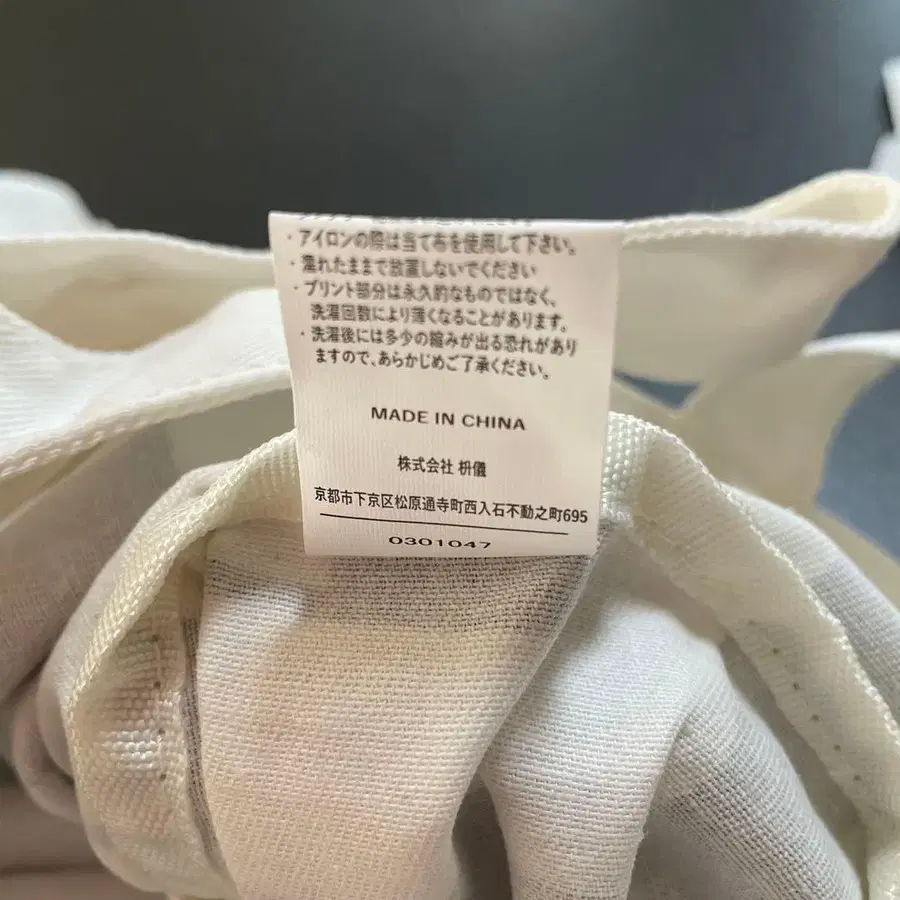 ・アイロンの際は当て布を使用して下さい。
・濡れたままで放置しないでください
・プリント部分は永久的なものではなく、
洗濯回数により薄くなることがあります。
・洗濯後には多少の縮みが出る恐れがあり
ますので、あらかじめご了承ください。
MADE IN CHINA
株式会社 枡儀
京都市下京区松原通寺町西入石不動之町695
0301047